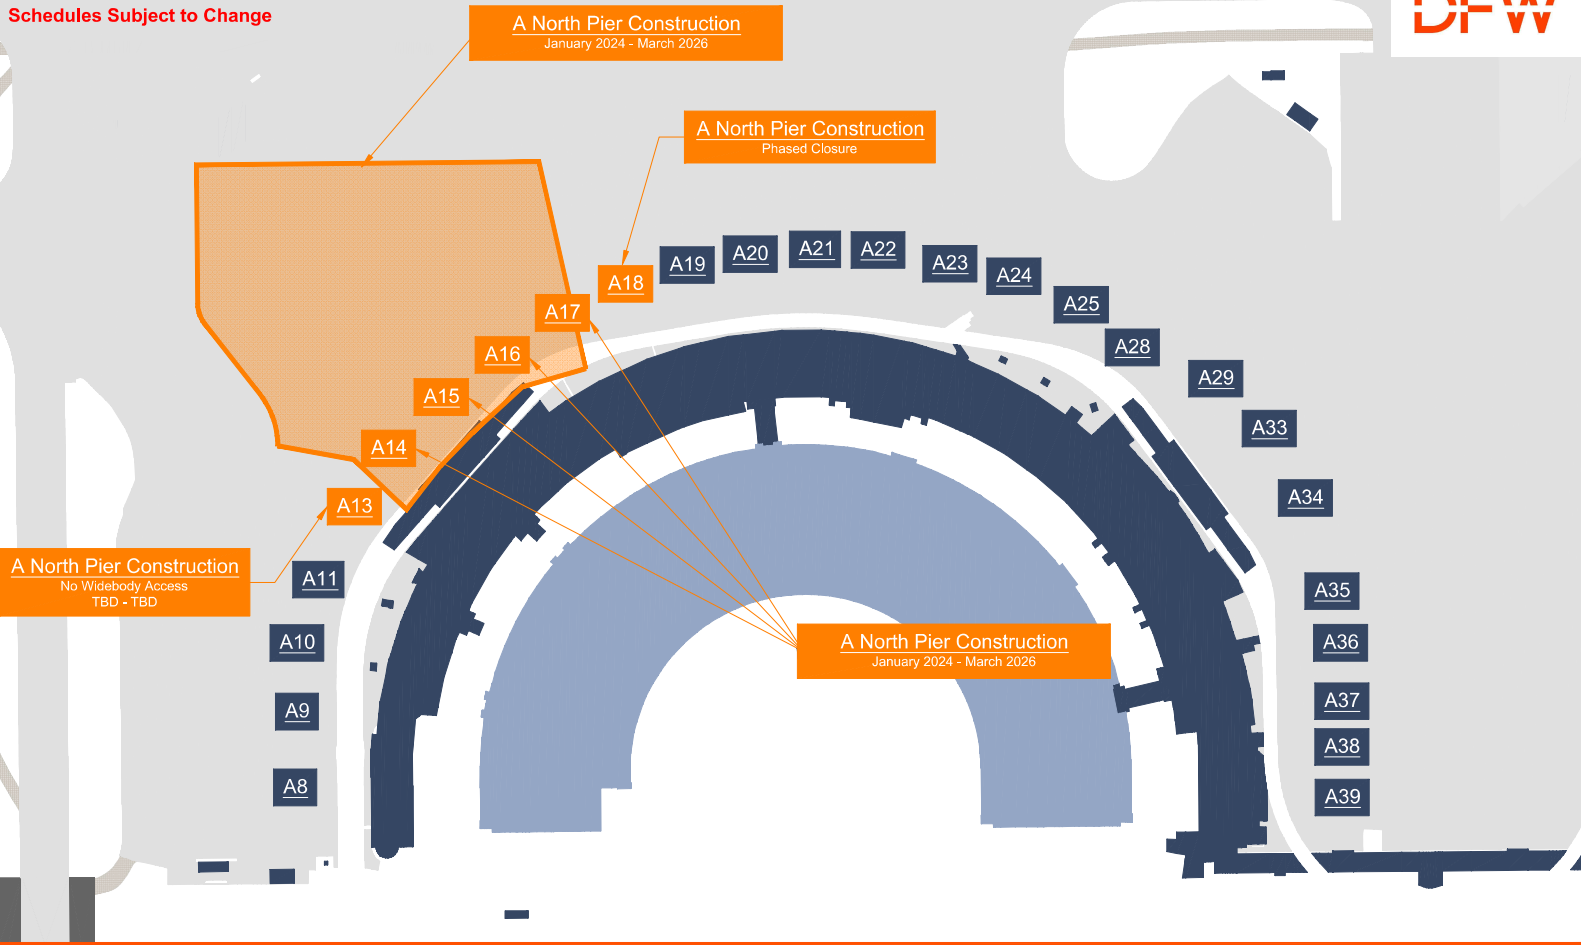 Schedules Subject to Change
DFW
A North Pier Construction
January 2024 - March 2026
A North Pier Construction
Phased Closure
A18
A19
A20
A21
A22
A23
A24
A25
A17
A16
A28
A29
A15
A33
A14
A34
A13
A North Pier Construction
No Widebody Access
TBD - TBD
A11
A35
A10
A North Pier Construction
January 2024 - March 2026
A36
A9
A37
A38
A8
A39